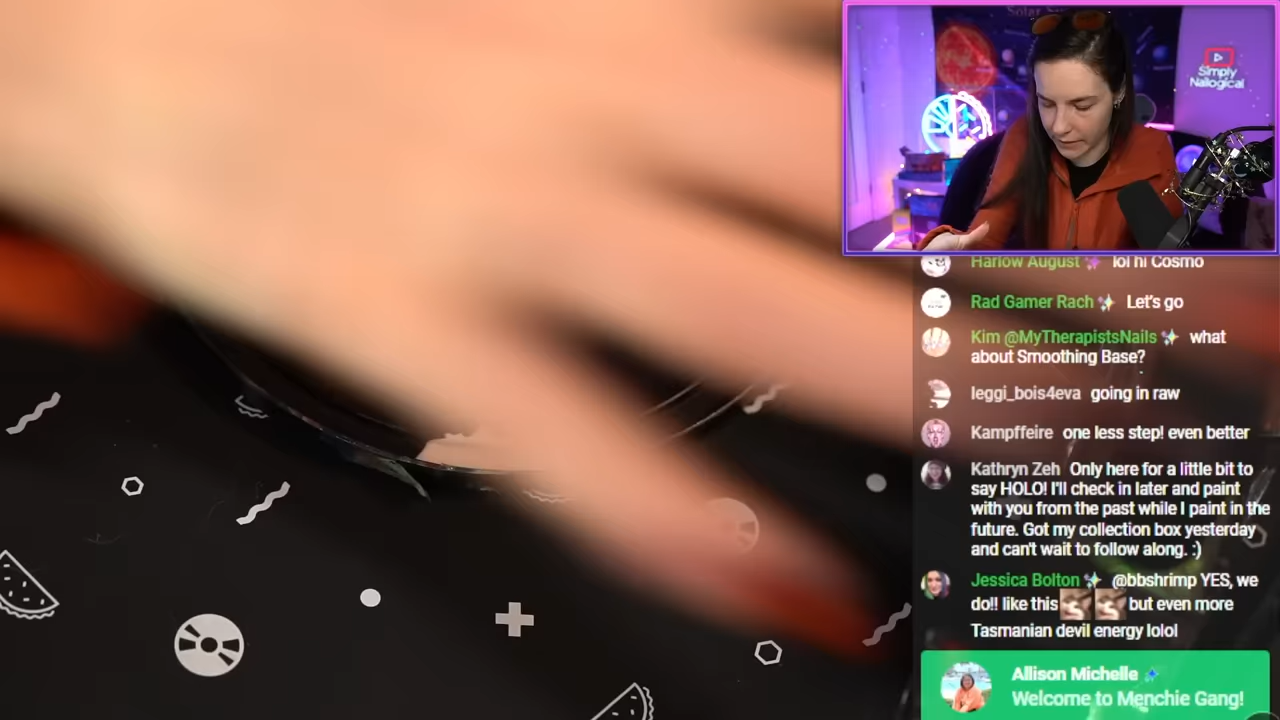 Solar S
Simply
Nailogical
Harlow August lol hi Cosmo
Rad Gamer Rach Let's go
Kim @MyTherapistsNails what
about Smoothing Base?
leggi_bois4eva going in raw
Kampffeire one less step! even better
Kathryn Zeh Only here for a little bit to
say HOLO! I'll check in later and paint
with you from the past while I paint in the
future. Got my collection box yesterday
and can't wait to follow along. :)
Jessica Bolton @bbshrimp YES, we
do!! like this but even more
Tasmanian devil energy lolol
Allison Michelle
Welcome to Menchie Gang!